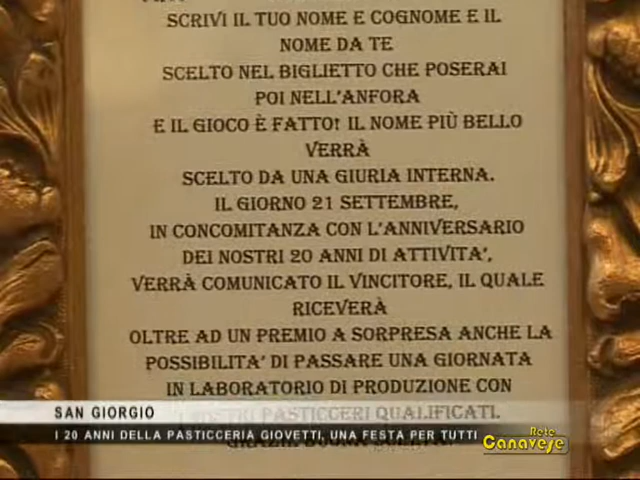 SCRIVI IL TUO NOME E COGNOME E IL
NOME DA TE
SCELTO NEL BIGLIETTO CHE POSERAI
POI NELL'ANFORA
E IL GIOCO È FATTO! IL NOME PIÙ BELLO
VERRÀ
SCELTO DA UNA GIURIA INTERNA.
IL GIORNO 21 SETTEMBRE,
IN CONCOMITANZA CON L'ANNIVERSARIO
DEI NOSTRI 20 ANNI DI ATTIVITA',
VERRÀ COMUNICATO IL VINCITORE, IL QUALE
RICEVERÀ
OLTRE AD UN PREMIO A SORPRESA ANCHE LA
POSSIBILITA' DI PASSARE UNA GIORNATA
IN LABORATORIO DI PRODUZIONE CON
NOSTRI PASTICCERI QUALIFICATI.
SAN GIORGIO
I 20 ANNI DELLA PASTICCERIA GIOVETTI, UNA FESTA PER TUTTI
Rete
Canavese